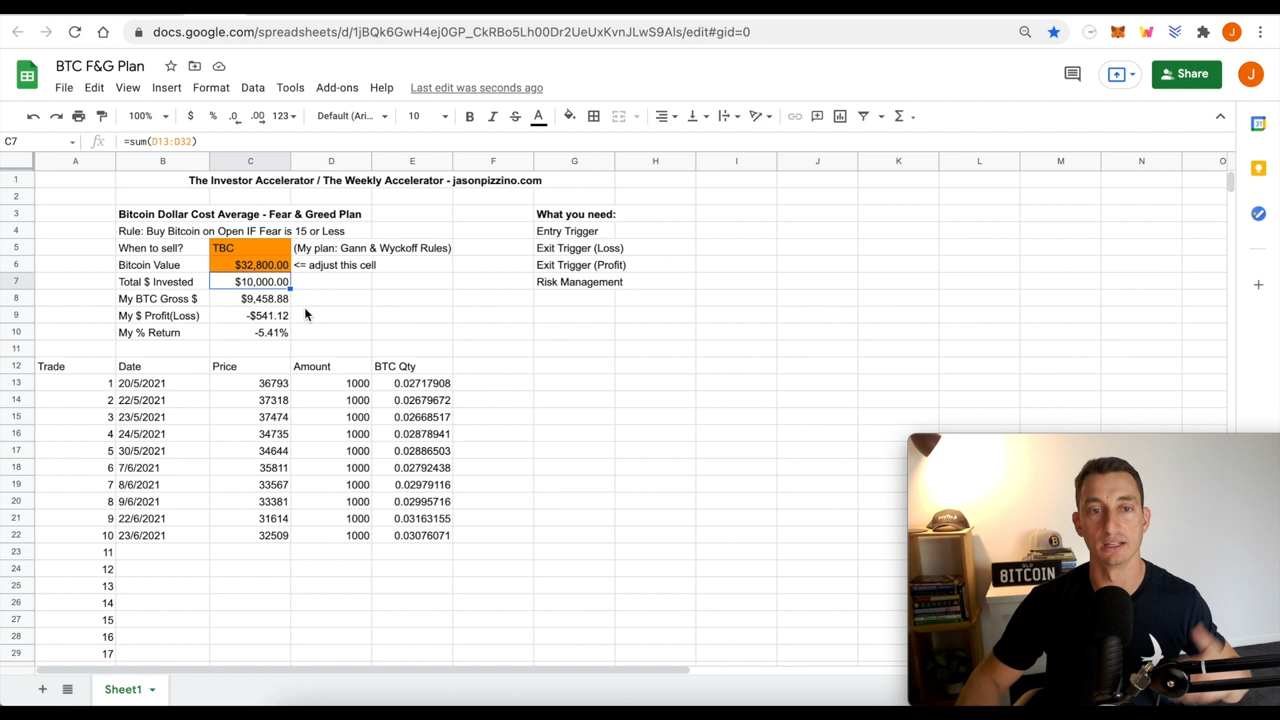 docs.google.com/spreadsheets/d/1jBQk6GwH4ej0GP_CkRBo5Lh00Dr2UeUxKvnJLwS9AIs/edit#gid=0
J
BTC F&G Plan
File Edit View Insert Format Data Tools Add-ons Help Last edit was seconds ago
Share
J
100% $ % .0 .00 123 Default (Ari... 10 B I S A
C7 fx =sum(D13:D32)
A B C D E F G H I J K L M N O
1 The Investor Accelerator / The Weekly Accelerator - jasonpizzino.com
2
3 Bitcoin Dollar Cost Average - Fear & Greed Plan What you need:
4 Rule: Buy Bitcoin on Open IF Fear is 15 or Less Entry Trigger
5 When to sell? TBC (My plan: Gann & Wyckoff Rules) Exit Trigger (Loss)
6 Bitcoin Value $32,800.00 <= adjust this cell Exit Trigger (Profit)
7 Total $ Invested $10,000.00 Risk Management
8 My BTC Gross $ $9,458.88
9 My $ Profit(Loss) -$541.12
10 My % Return -5.41%
11
12 Trade Date Price Amount BTC Qty
13 1 20/5/2021 36793 1000 0.02717908
14 2 22/5/2021 37318 1000 0.02679672
15 3 23/5/2021 37474 1000 0.02668517
16 4 24/5/2021 34735 1000 0.02878941
17 5 30/5/2021 34644 1000 0.02886503
18 6 7/6/2021 35811 1000 0.02792438
19 7 8/6/2021 33567 1000 0.02979116
20 8 9/6/2021 33381 1000 0.02995716
21 9 22/6/2021 31614 1000 0.03163155
22 10 23/6/2021 32509 1000 0.03076071
23 11
24 12
25 13
26 14
27 15
28 16
29 17
BITCOIN
Sheet1